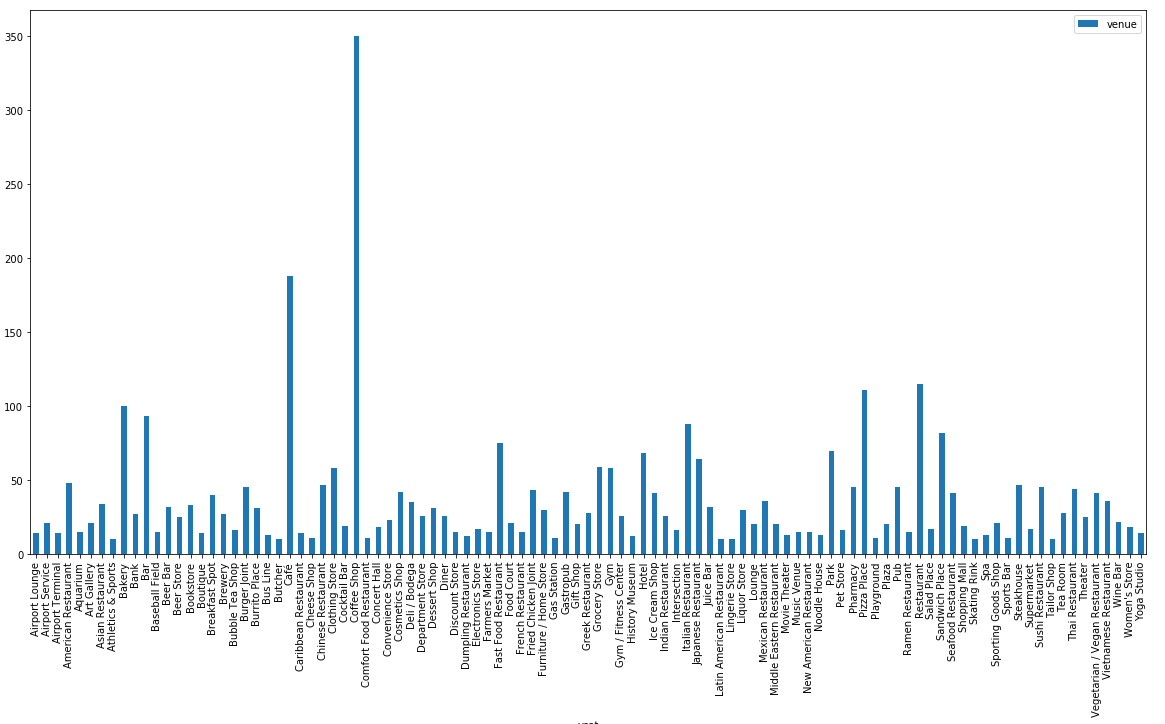 venue
350
300
250
200
150
100
50
0
Airport Lounge
Airport Service
Airport Terminal
American Restaurant
Aquarium
Art Gallery
Asian Restaurant
Athletics & Sports
Bakery
Bank
Bar
Baseball Field
Beer Bar
Beer Store
Bookstore
Boutique
Breakfast Spot
Brewery
Bubble Tea Shop
Burger Joint
Burrito Place
Bus Line
Butcher
Café
Caribbean Restaurant
Cheese Shop
Chinese Restaurant
Clothing Store
Cocktail Bar
Coffee Shop
Comfort Food Restaurant
Concert Hall
Convenience Store
Cosmetics Shop
Deli / Bodega
Department Store
Dessert Shop
Diner
Discount Store
Dumpling Restaurant
Electronics Store
Farmers Market
Fast Food Restaurant
Food Court
French Restaurant
Fried Chicken Joint
Furniture / Home Store
Gas Station
Gastropub
Gift Shop
Greek Restaurant
Grocery Store
Gym
Gym / Fitness Center
History Museum
Hotel
Ice Cream Shop
Indian Restaurant
Intersection
Italian Restaurant
Japanese Restaurant
Juice Bar
Latin American Restaurant
Lingerie Store
Liquor Store
Lounge
Mexican Restaurant
Middle Eastern Restaurant
Movie Theater
Music Venue
New American Restaurant
Noodle House
Park
Pet Store
Pharmacy
Pizza Place
Playground
Plaza
Pub
Ramen Restaurant
Restaurant
Salad Place
Sandwich Place
Seafood Restaurant
Shopping Mall
Skating Rink
Spa
Sporting Goods Shop
Sports Bar
Steakhouse
Supermarket
Sushi Restaurant
Tailor Shop
Tea Room
Thai Restaurant
Theater
Vegetarian / Vegan Restaurant
Vietnamese Restaurant
Wine Bar
Women's Store
Yoga Studio